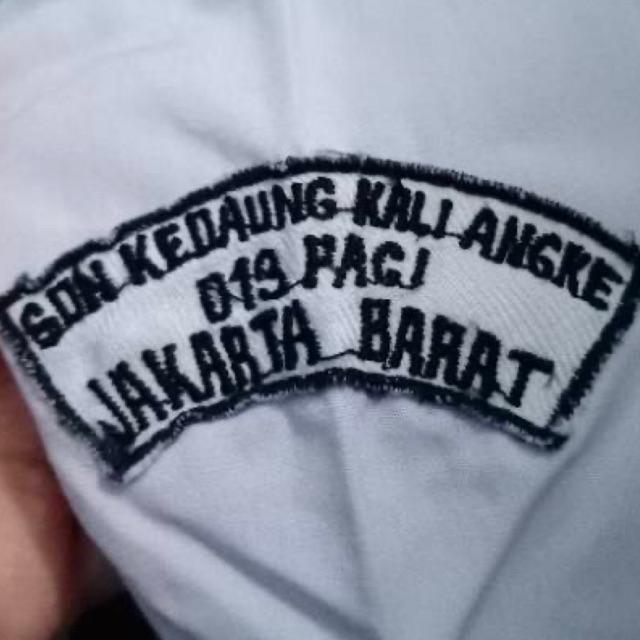 SDN KEDAUNG KALI ANGKE
019 PAGI
JAKARTA BARAT